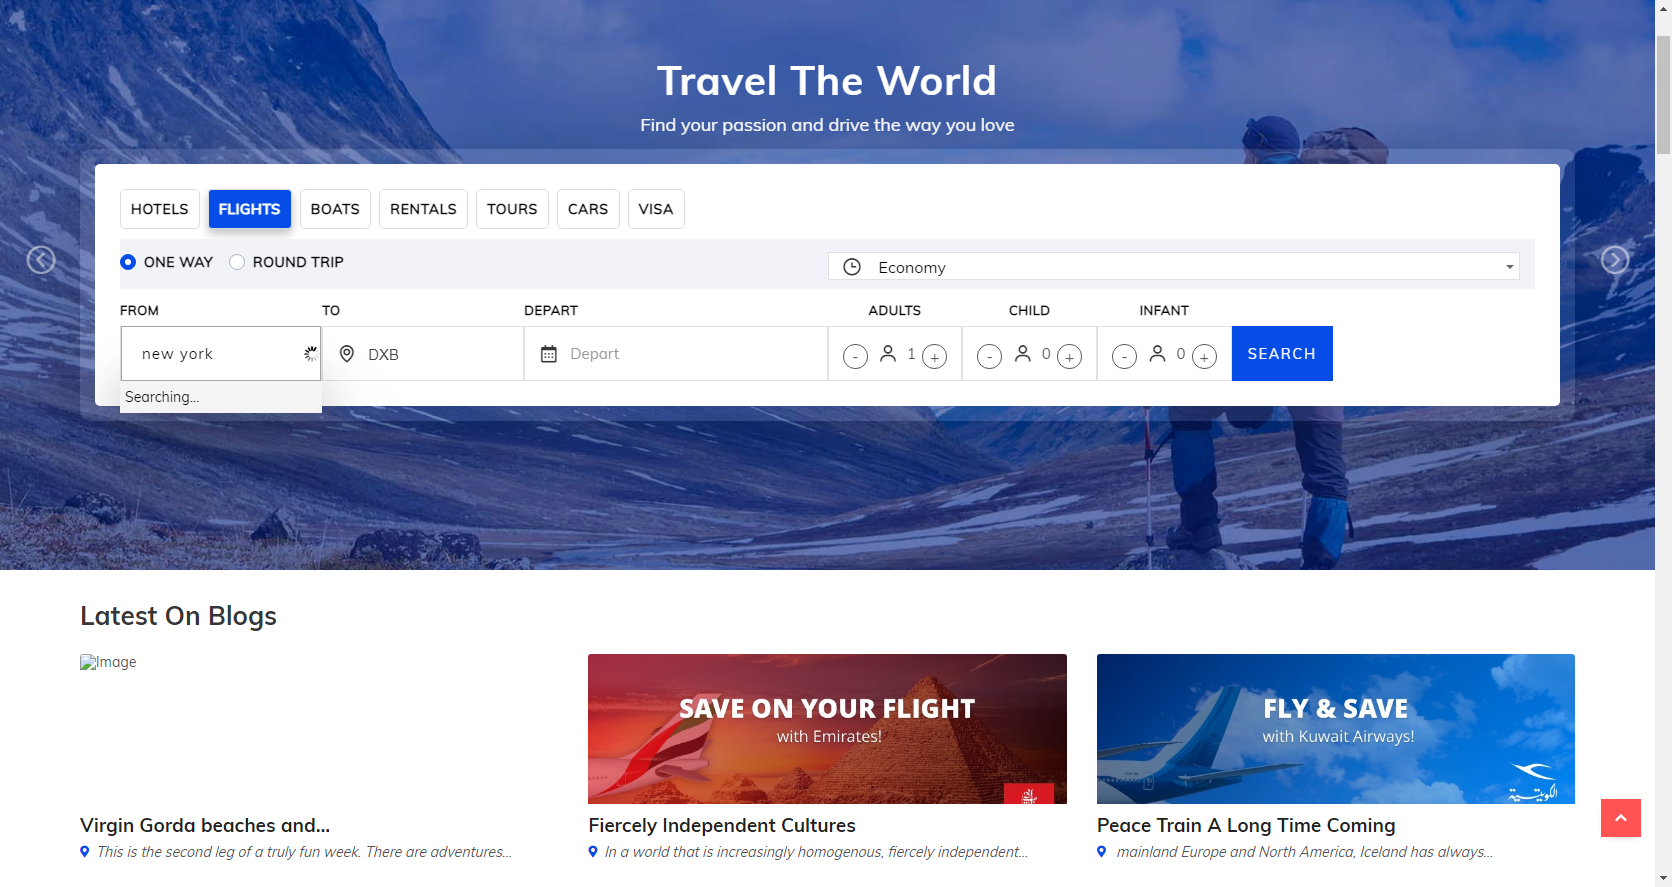 Travel The World
Find your passion and drive the way you love
HOTELS FLIGHTS BOATS RENTALS TOURS CARS VISA
ONE WAY ROUND TRIP Economy
FROM TO DEPART ADULTS CHILD INFANT
new york DXB Depart - 1 + - 0 + - 0 + SEARCH
Searching…
Latest On Blogs
Image
SAVE ON YOUR FLIGHT
with Emirates!
FLY & SAVE
with Kuwait Airways!
الكويتية
Virgin Gorda beaches and...
This is the second leg of a truly fun week. There are adventures...
Fiercely Independent Cultures
In a world that is increasingly homogenous, fiercely independent...
Peace Train A Long Time Coming
mainland Europe and North America, Iceland has always...